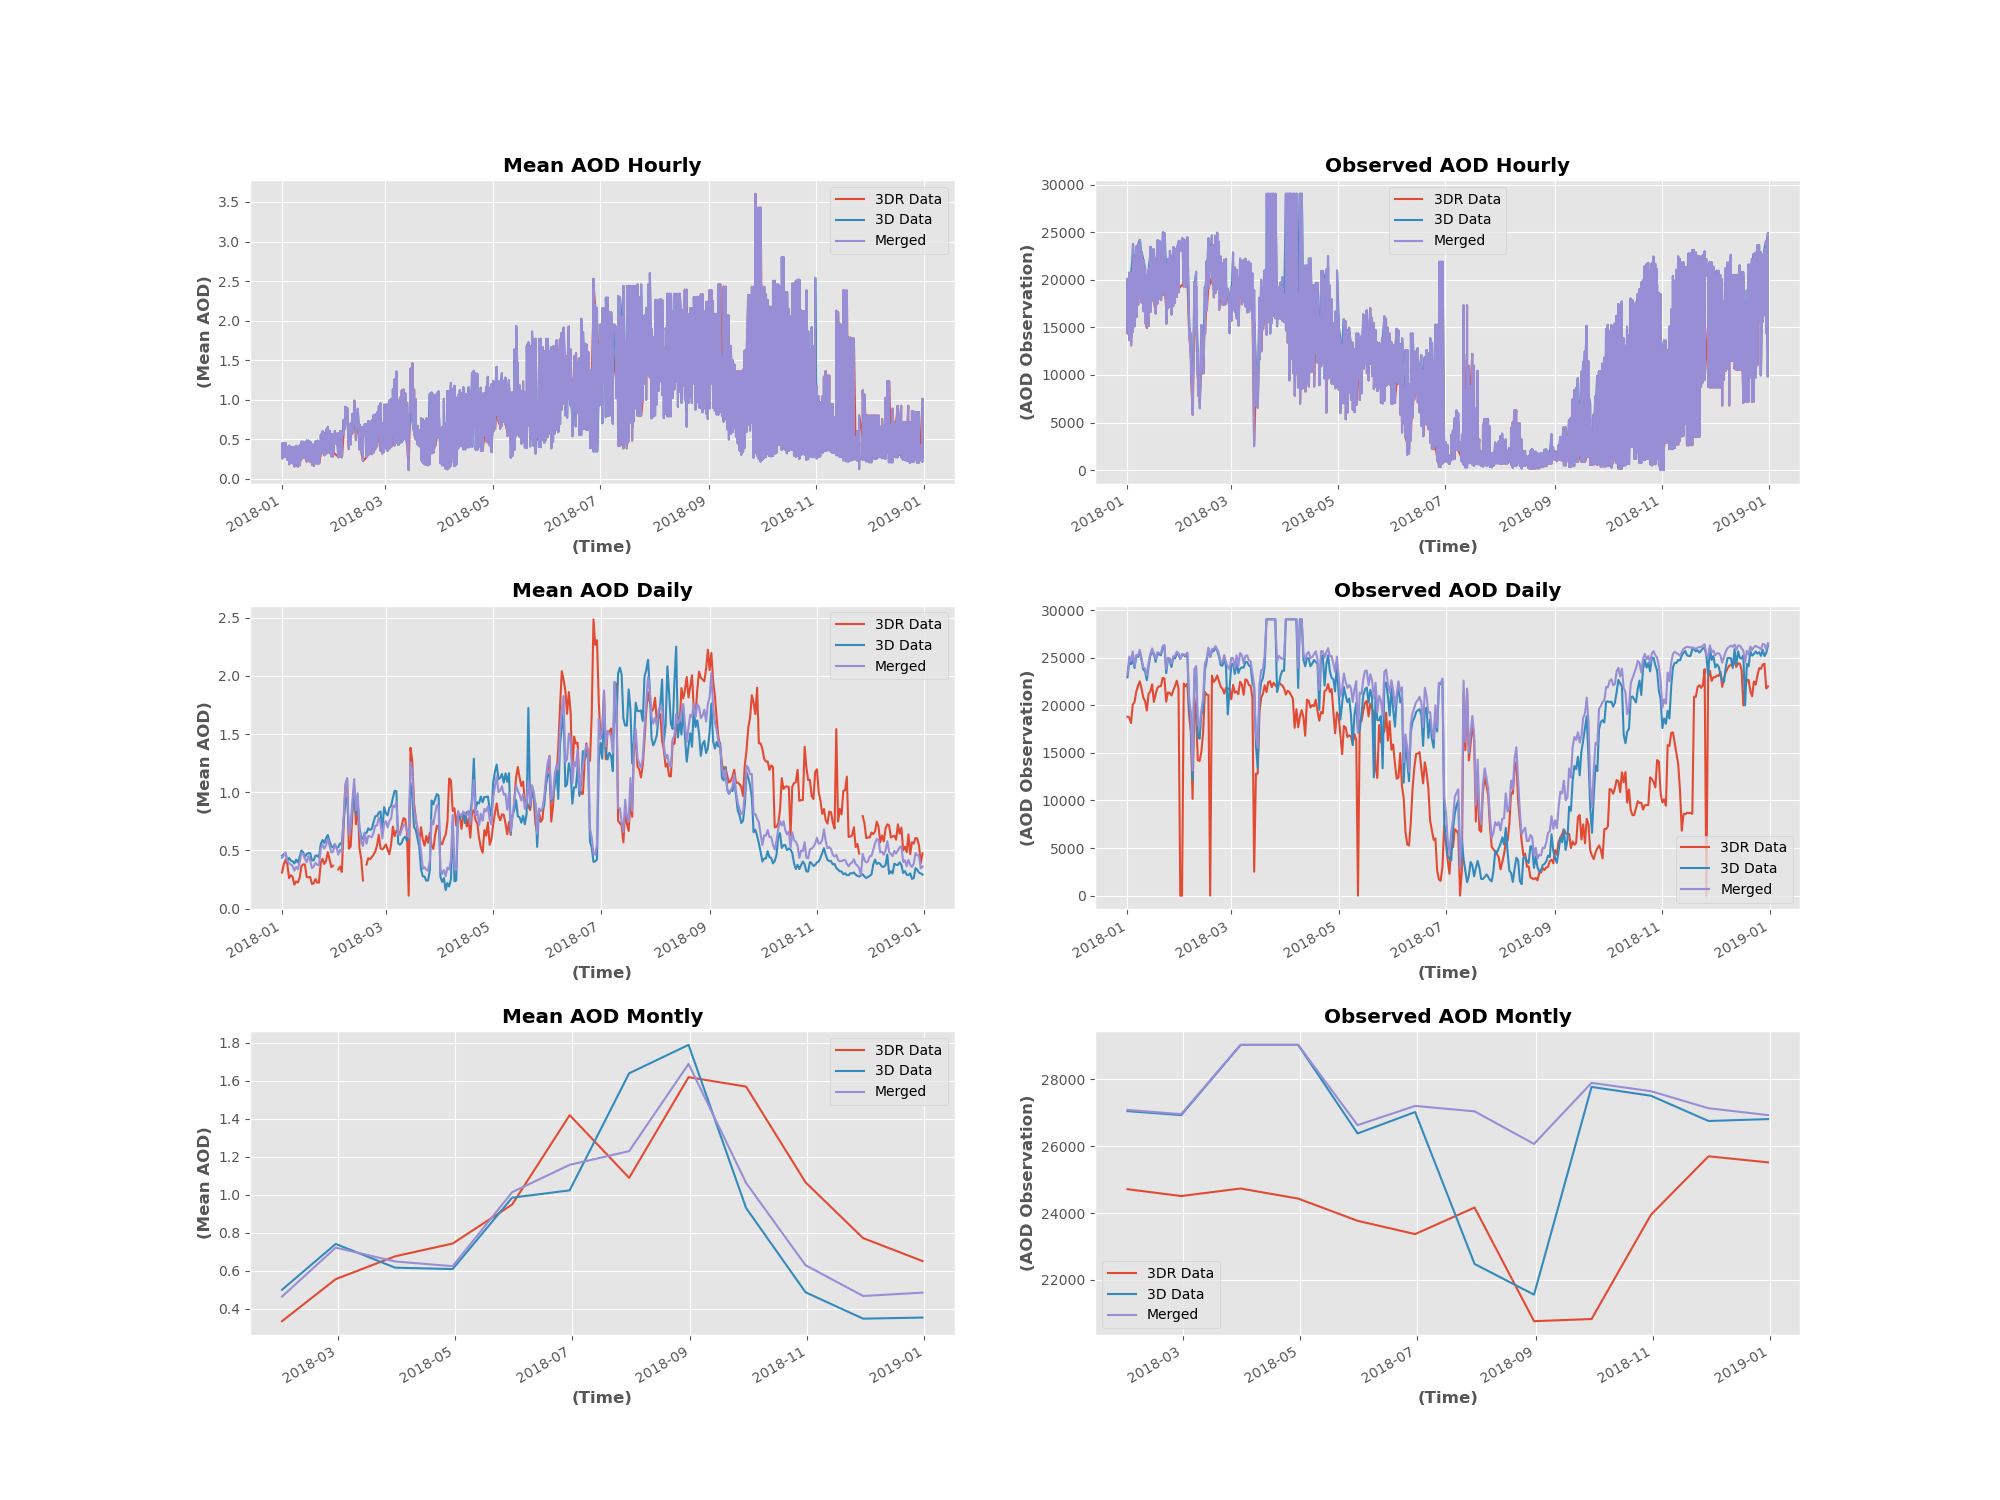 Mean AOD Hourly
(Mean AOD)
3.5
3.0
2.5
2.0
1.5
1.0
0.5
0.0
3DR Data
3D Data
Merged
2018-01
2018-03
2018-05
2018-07
2018-09
2018-11
2019-01
(Time)
Observed AOD Hourly
(AOD Observation)
30000
25000
20000
15000
10000
5000
0
3DR Data
3D Data
Merged
2018-01
2018-03
2018-05
2018-07
2018-09
2018-11
2019-01
(Time)
Mean AOD Daily
(Mean AOD)
2.5
2.0
1.5
1.0
0.5
0.0
3DR Data
3D Data
Merged
2018-01
2018-03
2018-05
2018-07
2018-09
2018-11
2019-01
(Time)
Observed AOD Daily
(AOD Observation)
30000
25000
20000
15000
10000
5000
0
3DR Data
3D Data
Merged
2018-01
2018-03
2018-05
2018-07
2018-09
2018-11
2019-01
(Time)
Mean AOD Montly
(Mean AOD)
1.8
1.6
1.4
1.2
1.0
0.8
0.6
0.4
3DR Data
3D Data
Merged
2018-03
2018-05
2018-07
2018-09
2018-11
2019-01
(Time)
Observed AOD Montly
(AOD Observation)
28000
26000
24000
22000
3DR Data
3D Data
Merged
2018-03
2018-05
2018-07
2018-09
2018-11
2019-01
(Time)